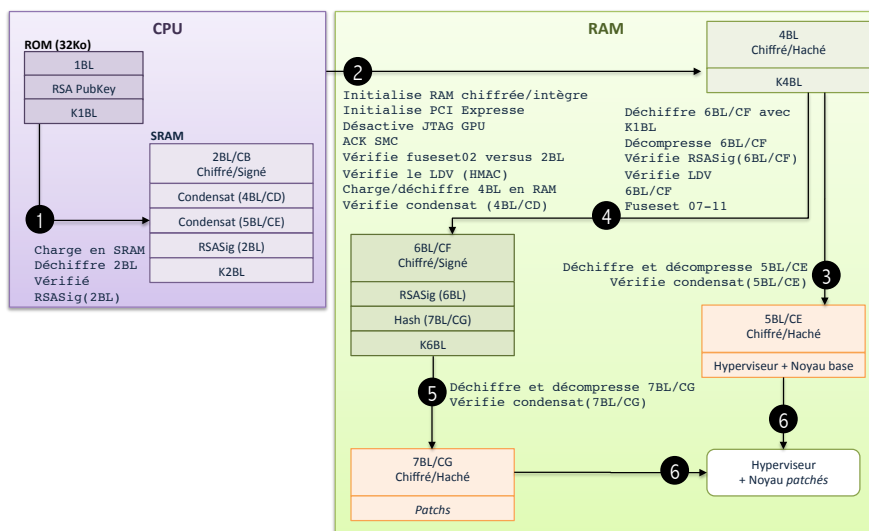 CPU
ROM (32Ko)
1BL
RSA PubKey
K1BL
SRAM
2BL/CB
Chiffré/Signé
Condensat (4BL/CD)
Condensat (5BL/CE)
RSASig (2BL)
K2BL
1
Charge en SRAM
Déchiffre 2BL
Vérifié
RSASig(2BL)
RAM
2
Initialise RAM chiffrée/intègre
Initialise PCI Expresse
Désactive JTAG GPU
ACK SMC
Vérifie fuseset02 versus 2BL
Vérifie le LDV (HMAC)
Charge/déchiffre 4BL en RAM
Vérifie condensat (4BL/CD)
4BL
Chiffré/Haché
K4BL
Déchiffre 6BL/CF avec
K1BL
Décompresse 6BL/CF
Vérifie RSASig(6BL/CF)
Vérifie LDV
6BL/CF
Fuseset 07-11
4
6BL/CF
Chiffré/Signé
RSASig (6BL)
Hash (7BL/CG)
K6BL
Déchiffre et décompresse 5BL/CE
Vérifie condensat(5BL/CE)
3
5BL/CE
Chiffré/Haché
Hyperviseur + Noyau base
5
Déchiffre et décompresse 7BL/CG
Vérifie condensat(7BL/CG)
6
7BL/CG
Chiffré/Haché
Patchs
6
Hyperviseur
+ Noyau patchés